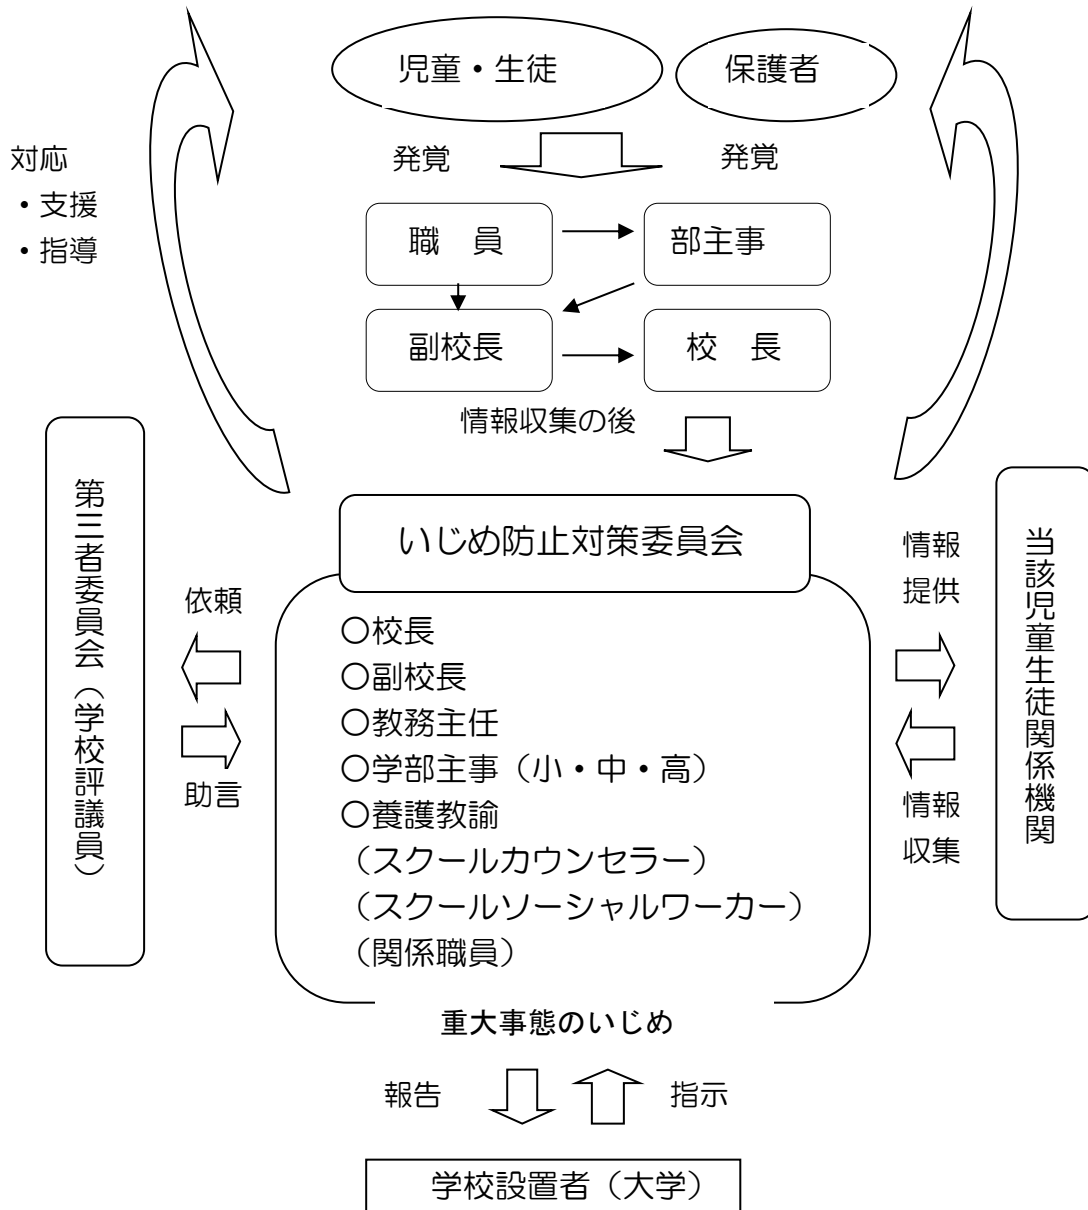 児童・生徒
保護者
対応
・支援
・指導
発覚
発覚
職　員
部主事
副校長
校　長
情報収集の後
第三者委員会（学校評議員）
いじめ防止対策委員会
当該児童生徒関係機関
依頼
助言
情報
提供
情報
収集
○校長
○副校長
○教務主任
○学部主事（小・中・高）
○養護教諭
（スクールカウンセラー）
（スクールソーシャルワーカー）
（関係職員）
重大事態のいじめ
報告
指示
学校設置者（大学）